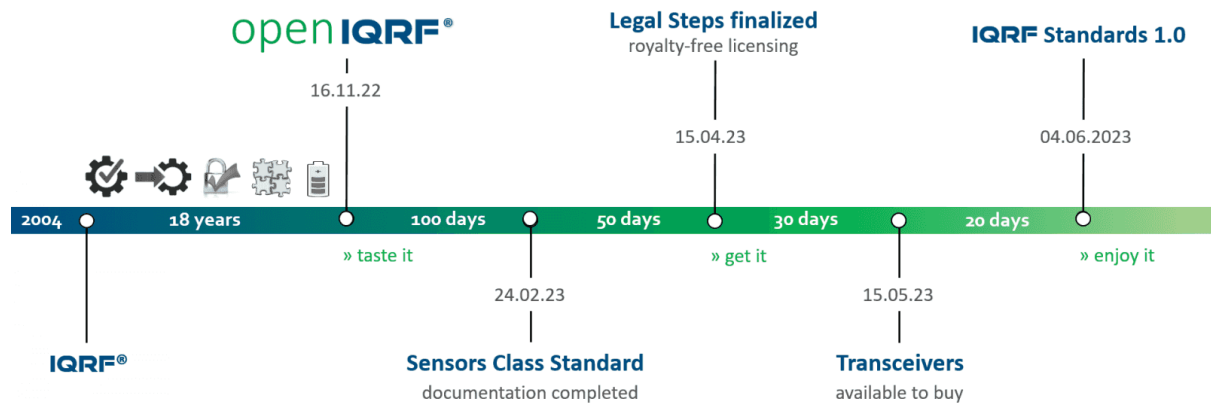 openIQRF®
16.11.22
Legal Steps finalized
royalty-free licensing
15.04.23
IQRF Standards 1.0
04.06.2023
2004 18 years 100 days 50 days 30 days 20 days
» taste it
» get it
» enjoy it
24.02.23
15.05.23
IQRF®
Sensors Class Standard
documentation completed
Transceivers
available to buy